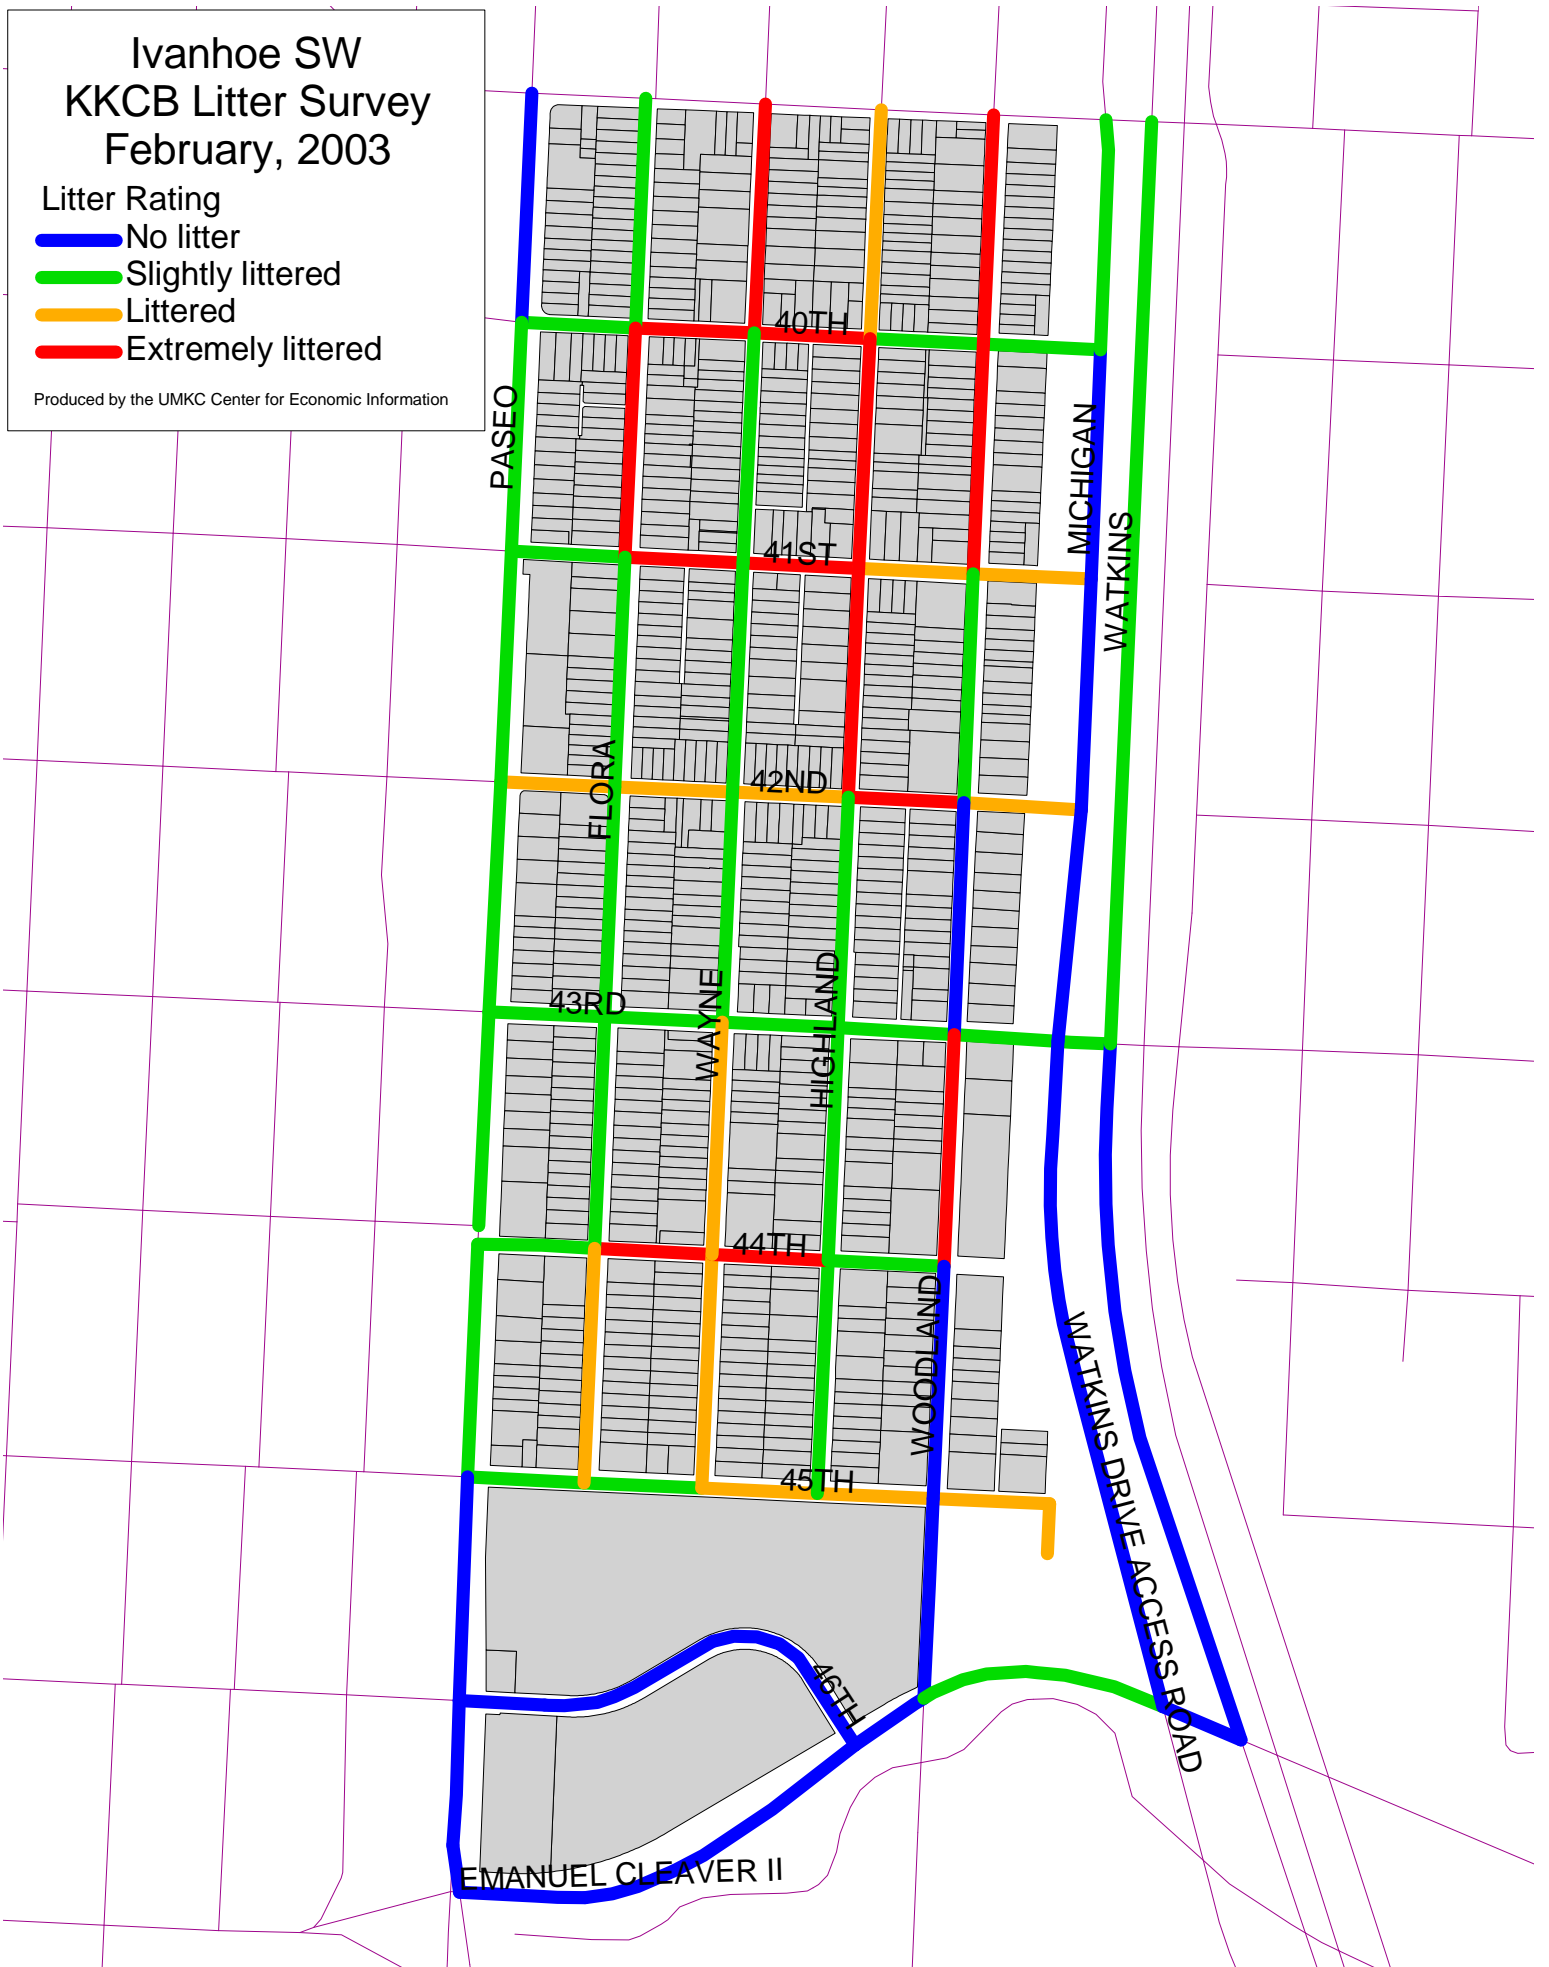 Ivanhoe SW
KKCB Litter Survey
February, 2003
Litter Rating
No litter
Slightly littered
Littered
Extremely littered
Produced by the UMKC Center for Economic Information
40TH
PASEO
MICHIGAN
WATKINS
41ST
FLORA
42ND
43RD
WAYNE
HIGHLAND
44TH
WOODLAND
WATKINS DRIVE ACCESS ROAD
45TH
46TH
EMANUEL CLEAVER II